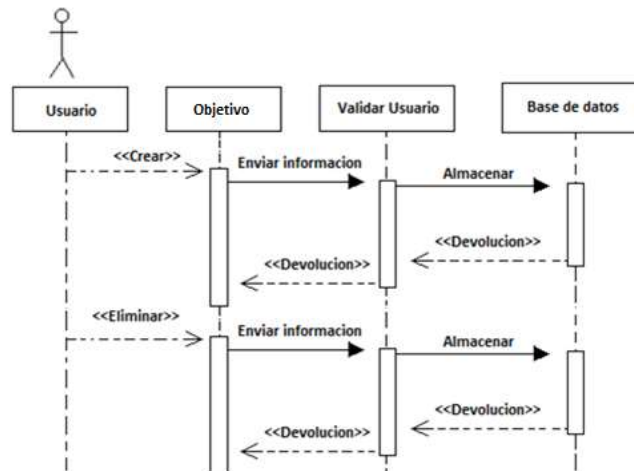 Usuario
Objetivo
Validar Usuario
Base de datos
<<Crear>>
Enviar informacion
Almacenar
<<Devolucion>>
<<Devolucion>>
<<Eliminar>>
Enviar informacion
Almacenar
<<Devolucion>>
<<Devolucion>>